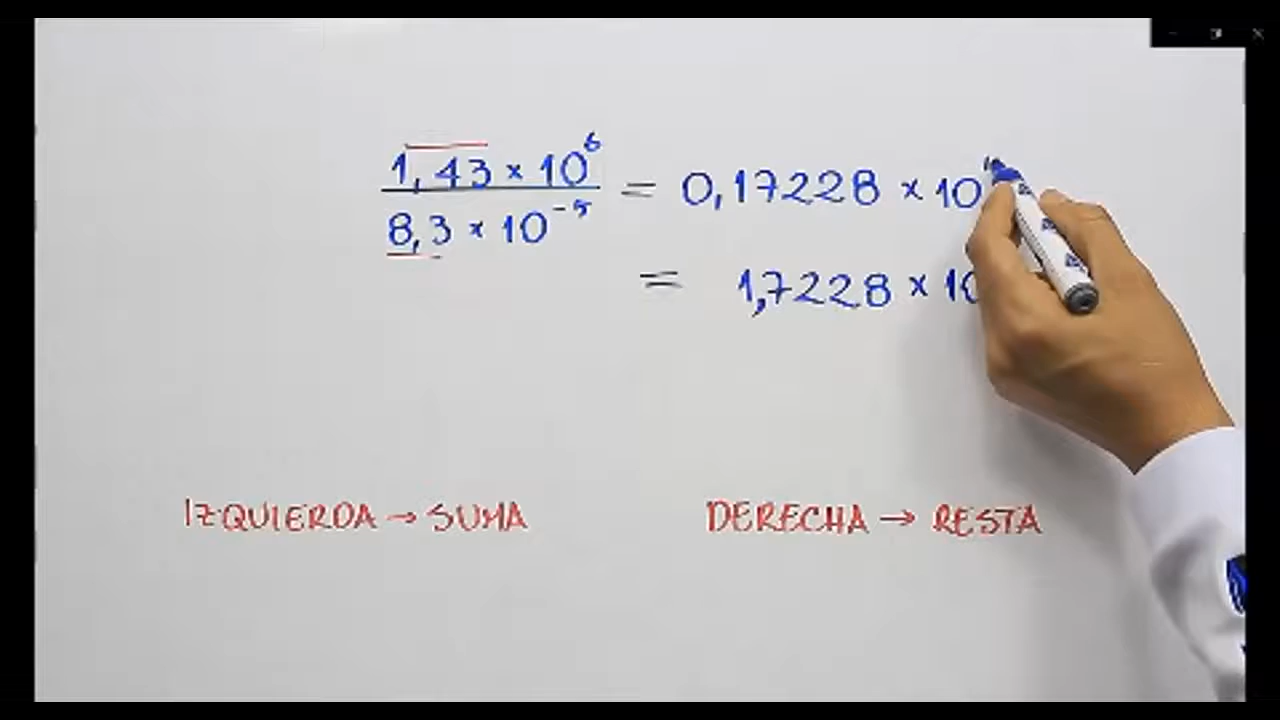 1,43 × 10⁶
8,3 × 10⁻⁵
= 0,17228 × 10
= 1,7228 × 10
IZQUIERDA → SUMA
DERECHA → RESTA